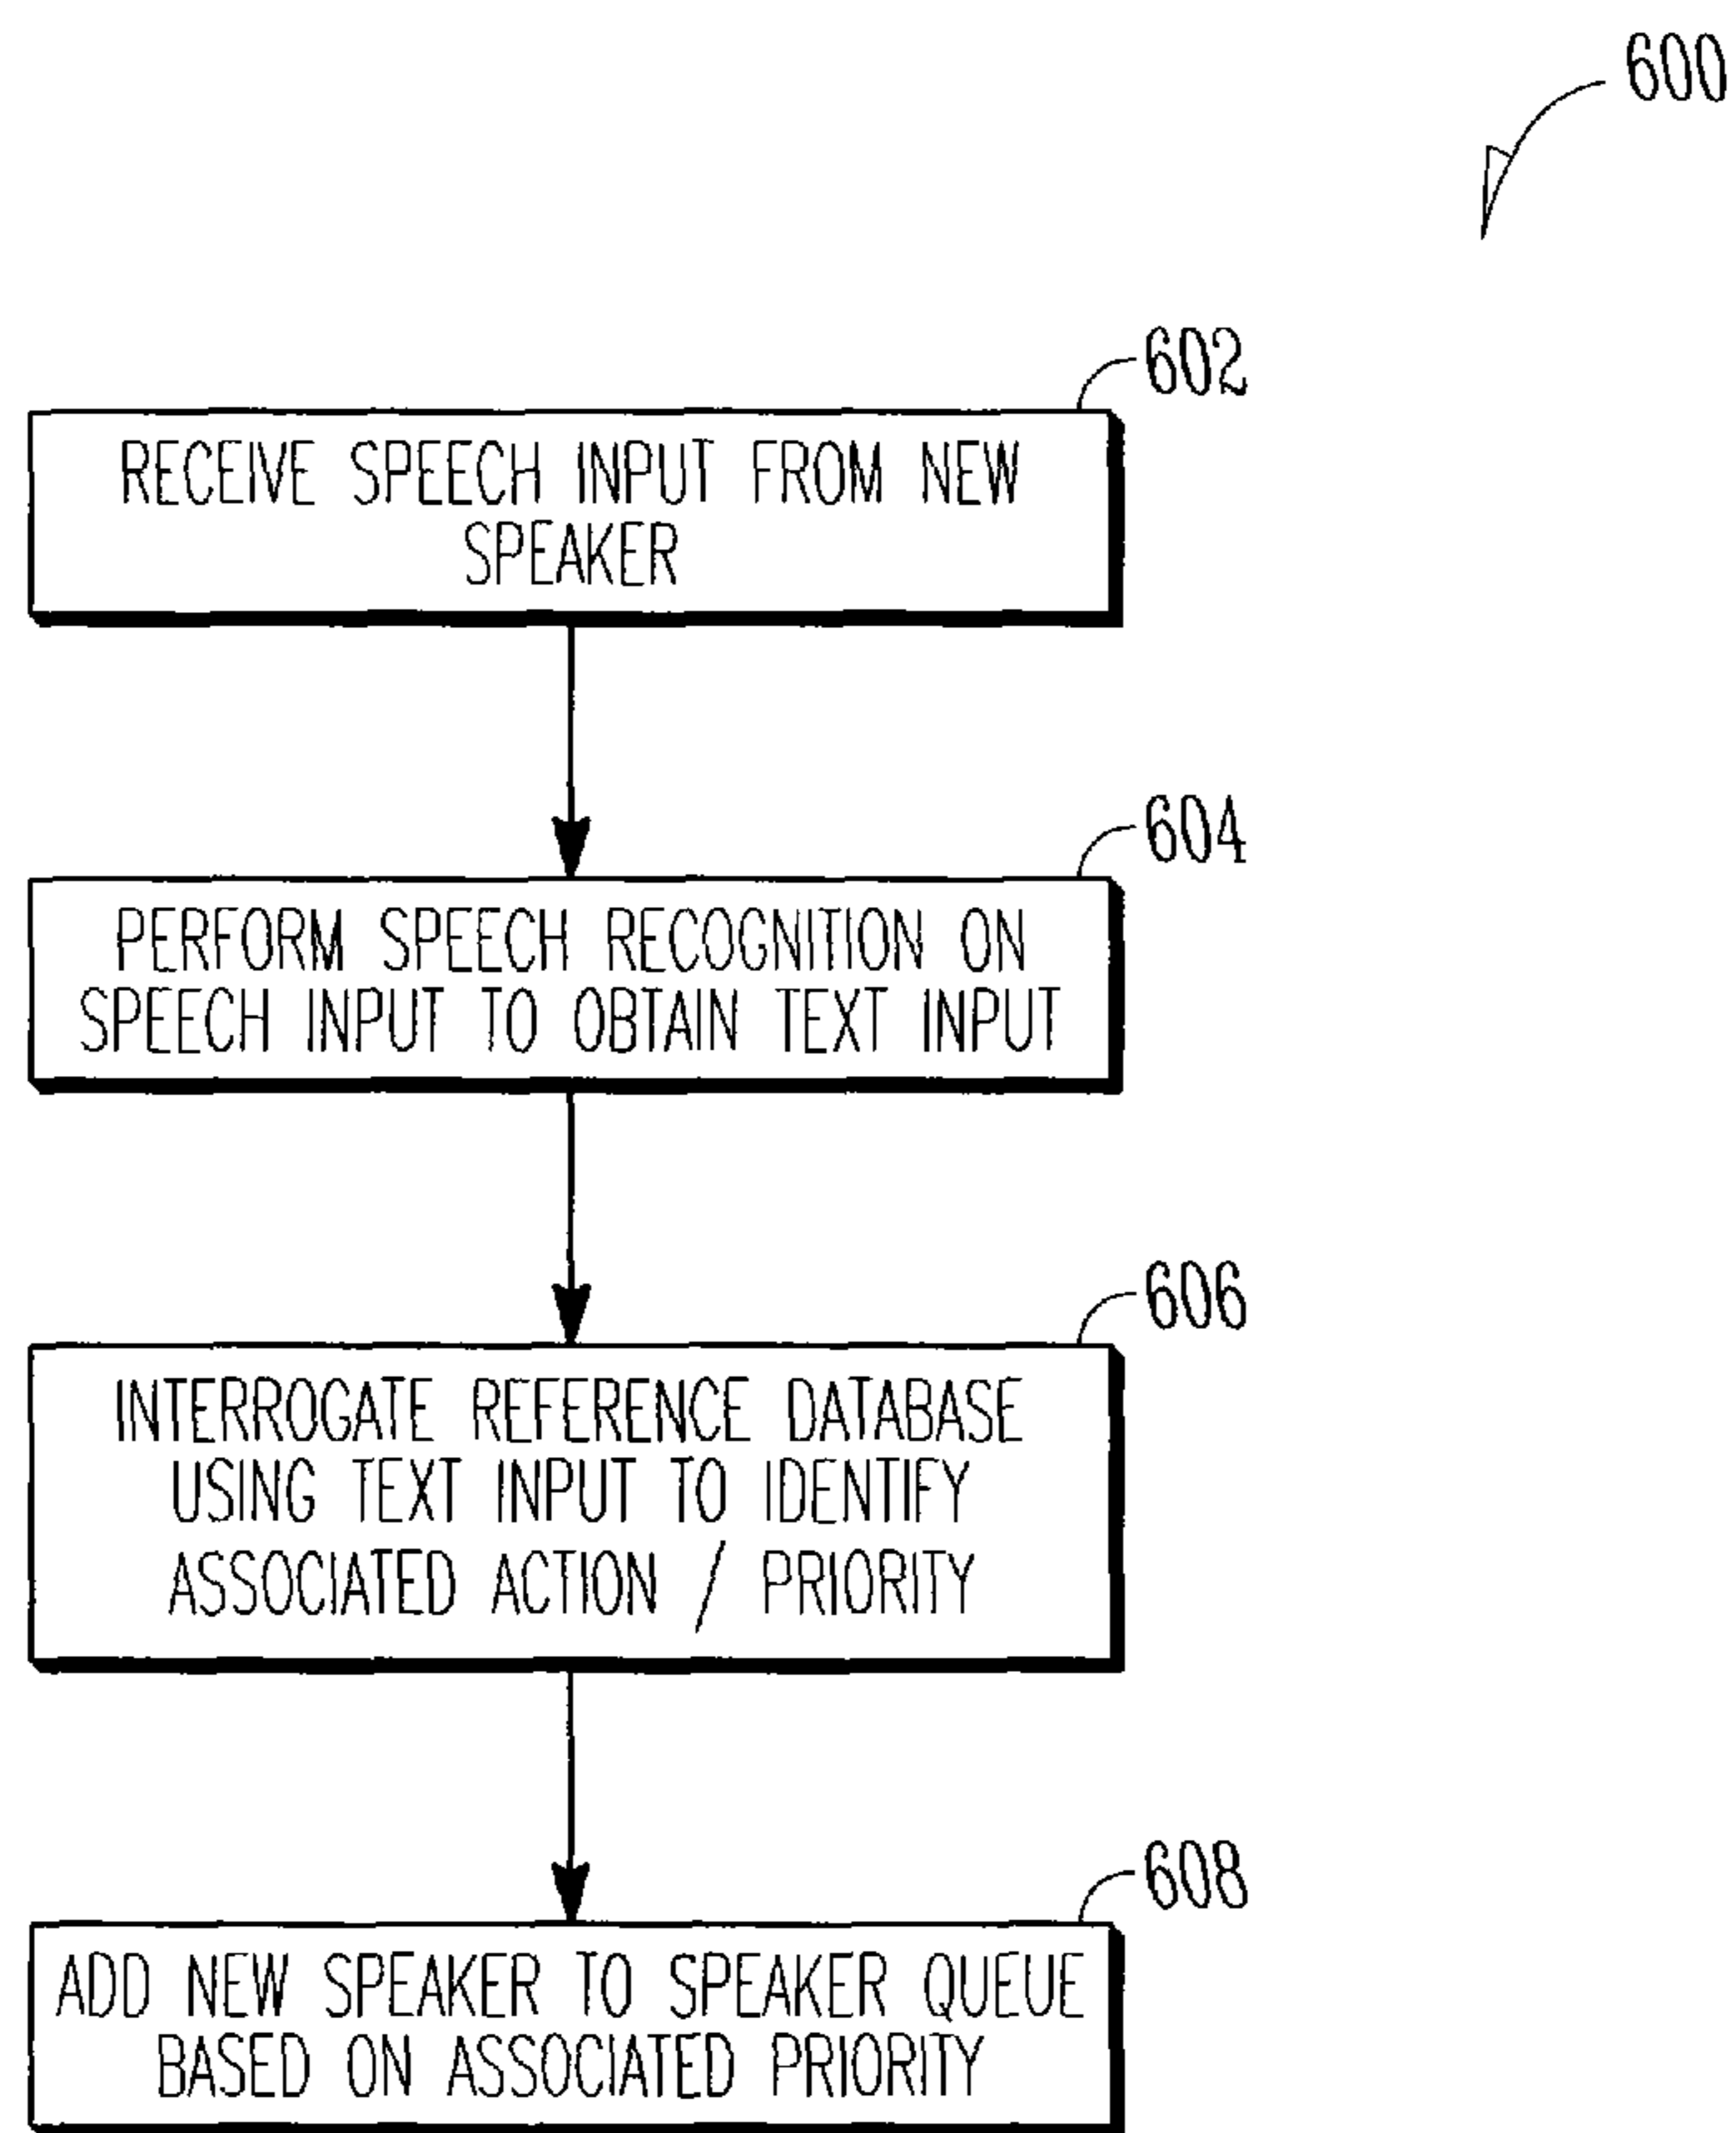 600
602
RECEIVE SPEECH INPUT FROM NEW
SPEAKER
604
PERFORM SPEECH RECOGNITION ON
SPEECH INPUT TO OBTAIN TEXT INPUT
606
INTERROGATE REFERENCE DATABASE
USING TEXT INPUT TO IDENTIFY
ASSOCIATED ACTION / PRIORITY
608
ADD NEW SPEAKER TO SPEAKER QUEUE
BASED ON ASSOCIATED PRIORITY